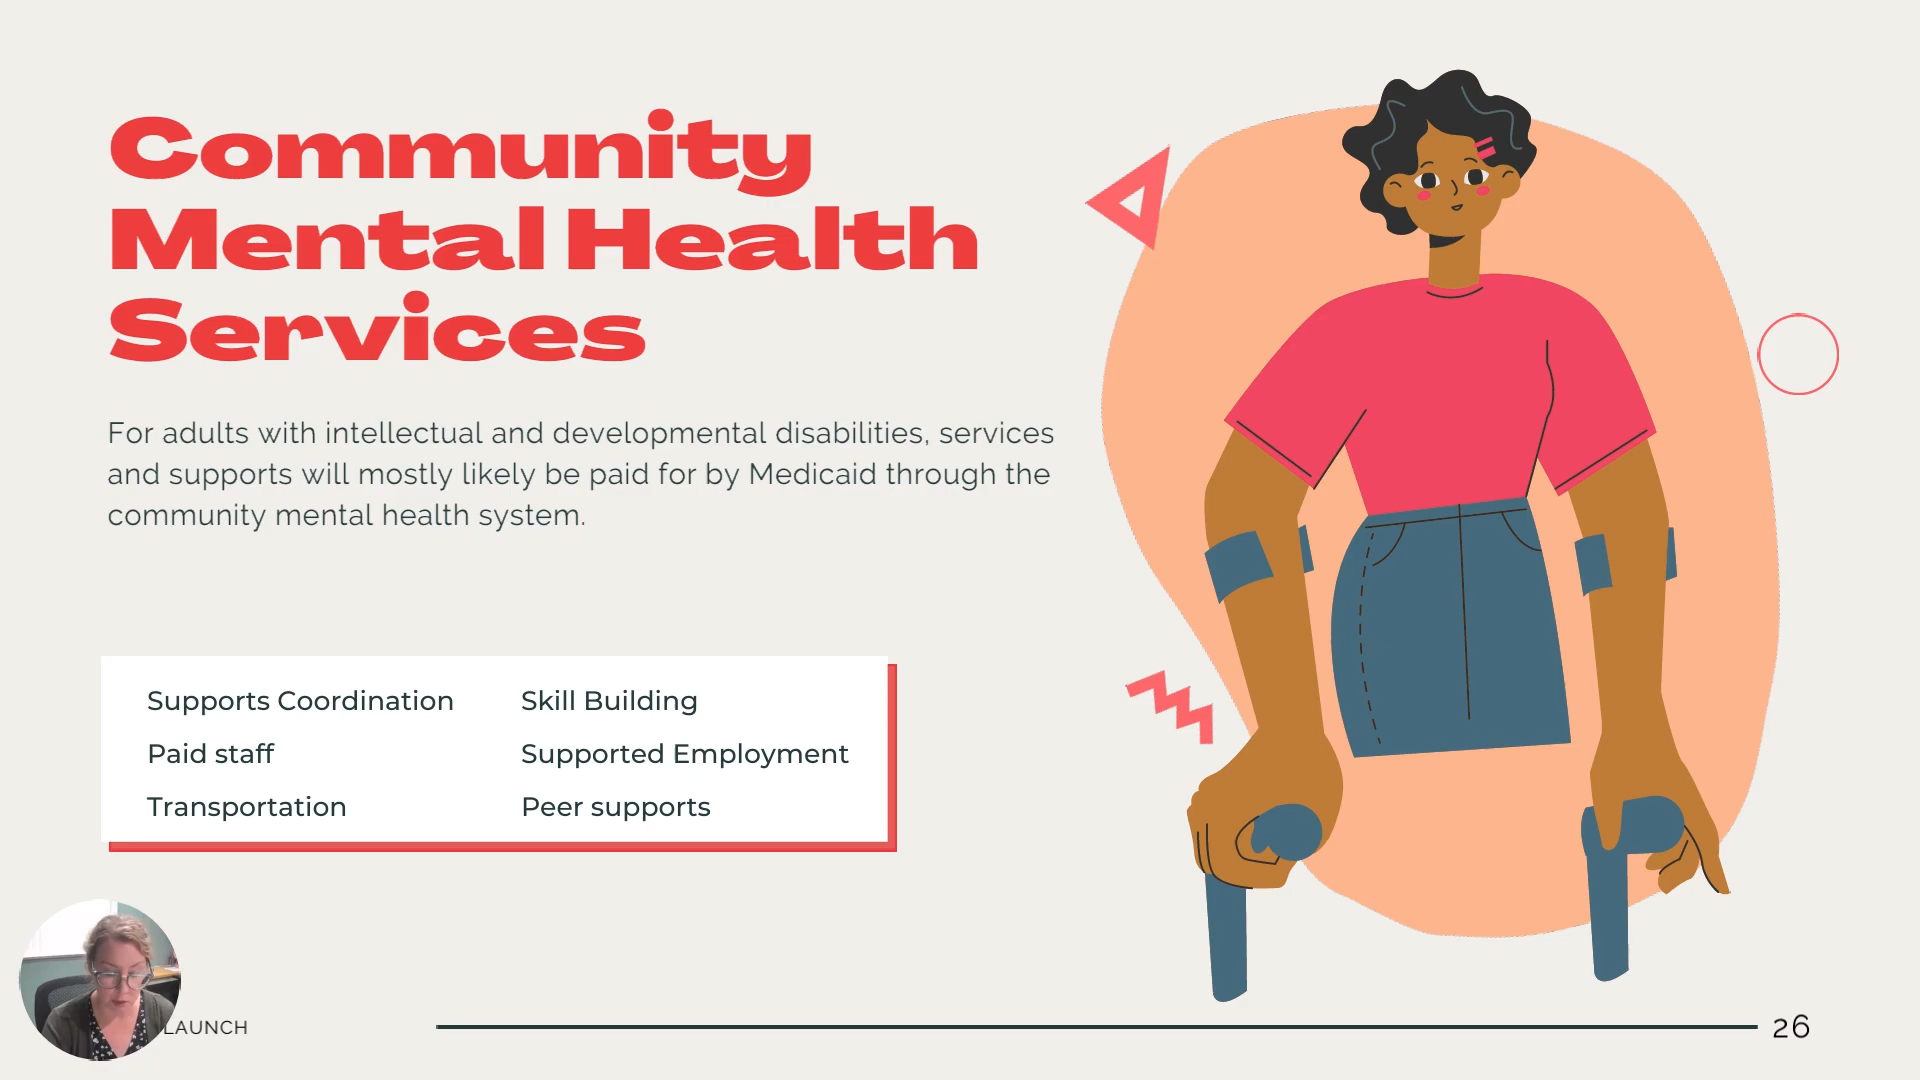 Community
Mental Health
Services
For adults with intellectual and developmental disabilities, services
and supports will mostly likely be paid for by Medicaid through the
community mental health system.
Supports Coordination
Paid staff
Transportation
Skill Building
Supported Employment
Peer supports
LAUNCH
26